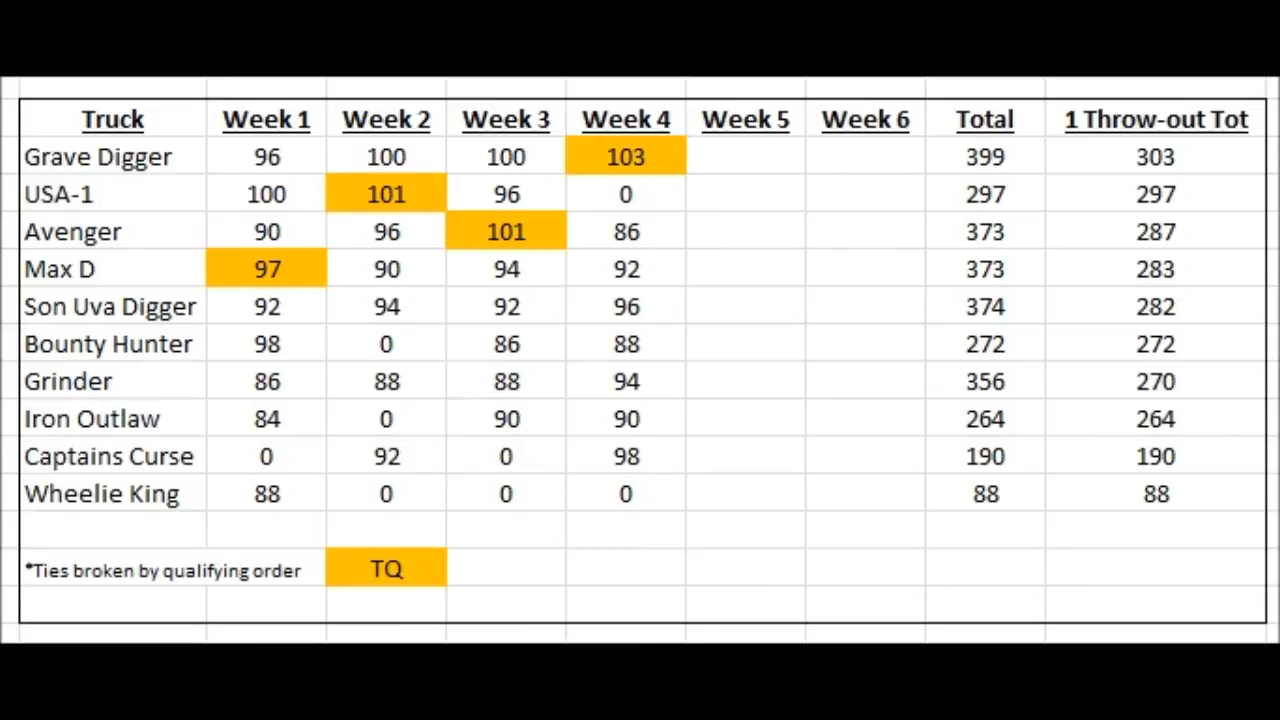 Truck Week 1 Week 2 Week 3 Week 4 Week 5 Week 6 Total 1 Throw-out Tot
Grave Digger 96 100 100 103 399 303
USA-1 100 101 96 0 297 297
Avenger 90 96 101 86 373 287
Max D 97 90 94 92 373 283
Son Uva Digger 92 94 92 96 374 282
Bounty Hunter 98 0 86 88 272 272
Grinder 86 88 88 94 356 270
Iron Outlaw 84 0 90 90 264 264
Captains Curse 0 92 0 98 190 190
Wheelie King 88 0 0 0 88 88
*Ties broken by qualifying order TQ